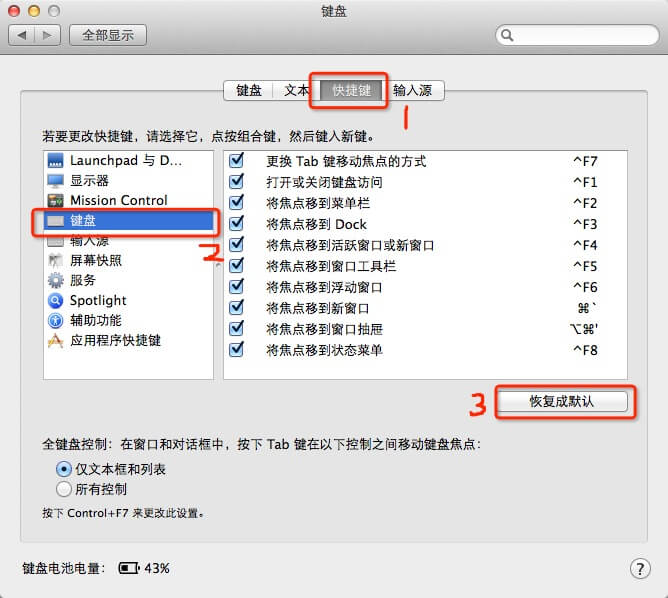 键盘
全部显示
键盘 文本 快捷键 输入源
1
若要更改快捷键，请选择它，点按组合键，然后键入新键。
Launchpad 与 D...
显示器
Mission Control
键盘
输入源
屏幕快照
服务
Spotlight
辅助功能
应用程序快捷键
2
更换 Tab 键移动焦点的方式 ^F7
打开或关闭键盘访问 ^F1
将焦点移到菜单栏 ^F2
将焦点移到 Dock ^F3
将焦点移到活跃窗口或新窗口 ^F4
将焦点移到窗口工具栏 ^F5
将焦点移到浮动窗口 ^F6
将焦点移到新窗口 ⌘`
将焦点移到窗口抽屉 ⌥⌘'
将焦点移到状态菜单 ^F8
3 恢复成默认
全键盘控制：在窗口和对话框中，按下 Tab 键在以下控制之间移动键盘焦点：
仅文本框和列表
所有控制
按下 Control+F7 来更改此设置。
键盘电池电量： 43%
?